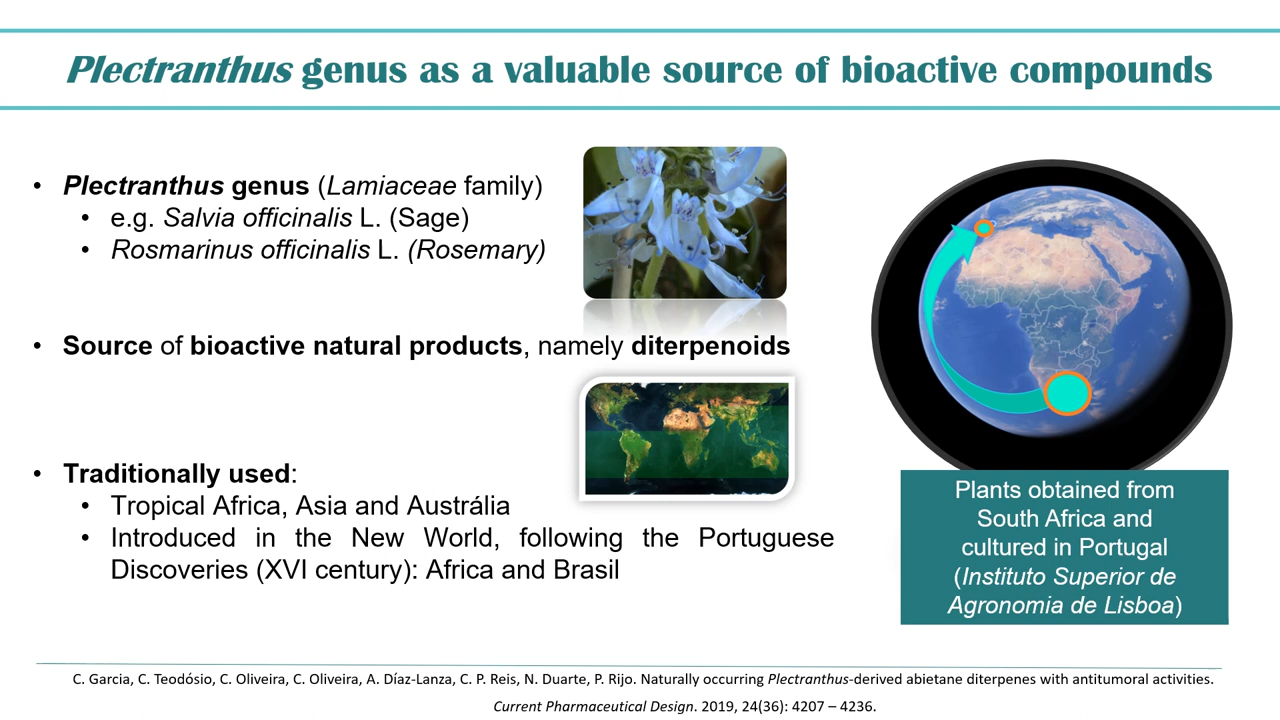 Plectranthus genus as a valuable source of bioactive compounds
• Plectranthus genus (Lamiaceae family)
• e.g. Salvia officinalis L. (Sage)
• Rosmarinus officinalis L. (Rosemary)
• Source of bioactive natural products, namely diterpenoids
• Traditionally used:
• Tropical Africa, Asia and Austrália
• Introduced in the New World, following the Portuguese
Discoveries (XVI century): Africa and Brasil
Plants obtained from
South Africa and
cultured in Portugal
(Instituto Superior de
Agronomia de Lisboa)
C. Garcia, C. Teodósio, C. Oliveira, C. Oliveira, A. Díaz-Lanza, C. P. Reis, N. Duarte, P. Rijo. Naturally occurring Plectranthus-derived abietane diterpenes with antitumoral activities.
Current Pharmaceutical Design. 2019, 24(36): 4207 – 4236.